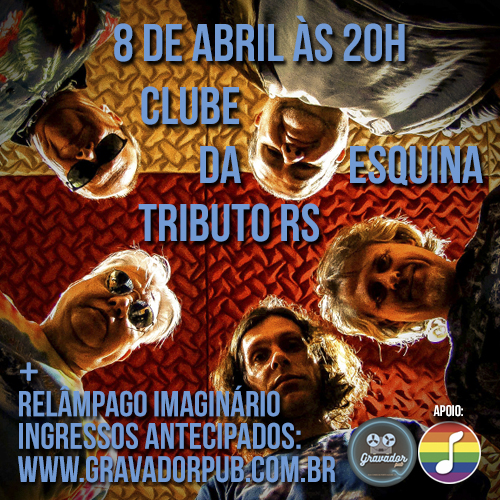 8 DE ABRIL ÀS 20H
CLUBE
DA ESQUINA
TRIBUTO RS
+
RELÂMPAGO IMAGINÁRIO
INGRESSOS ANTECIPADOS:
WWW.GRAVADORPUB.COM.BR
APOIO:
Gravador